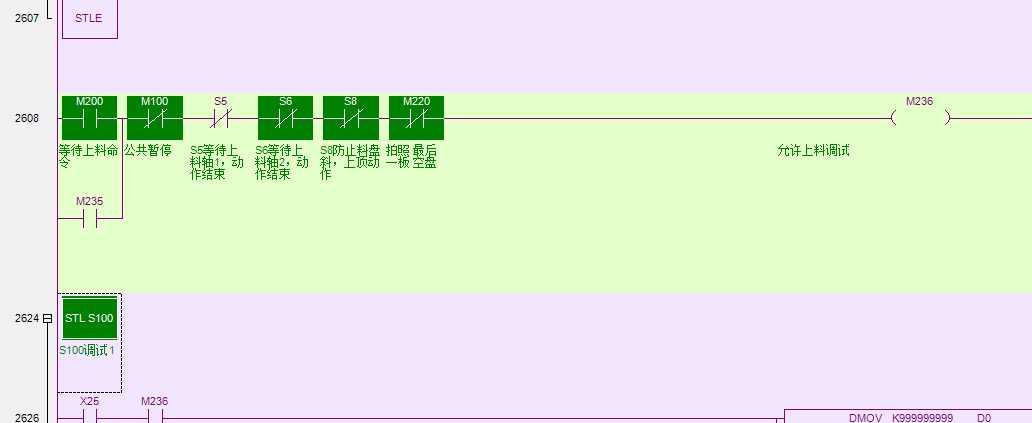 2607
STLE
M200
M100
S5
S6
S8
M220
M236
2608
等待上料命
令
公共暂停
S5等待上
料轴1，动
作结束
S6等待上
料轴2，动
作结束
S8防止料盘
斜，上顶动
作
拍照 最后
一板 空盘
允许上料调试
M235
2624
STL S100
S100调试 1
X25
M236
2626
DMOV K999999999 D0